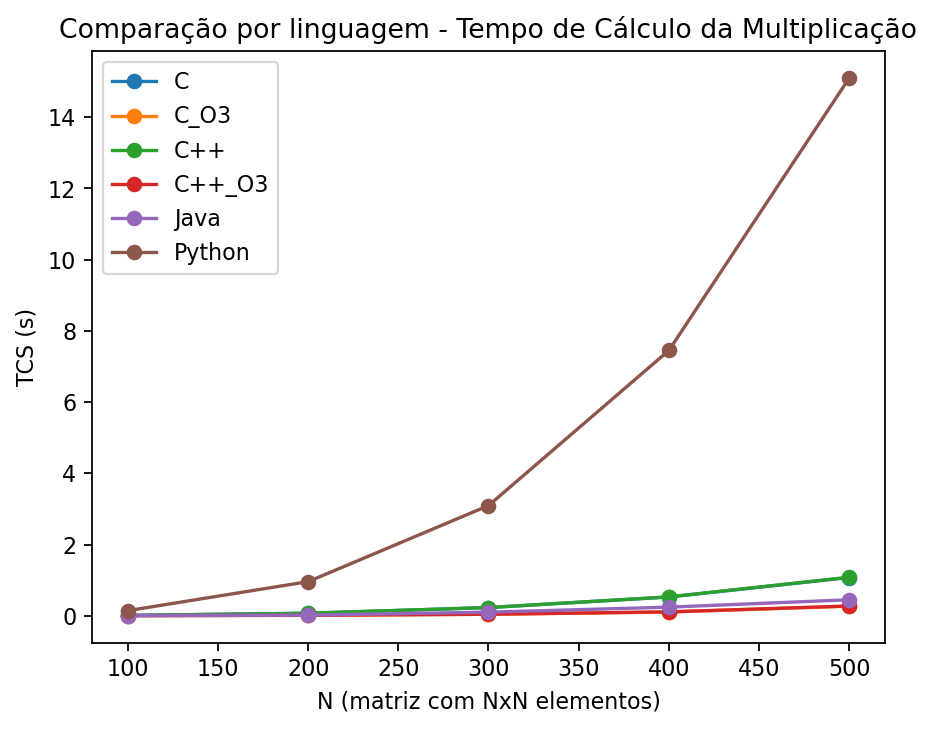 Comparação por linguagem - Tempo de Cálculo da Multiplicação
C
C_O3
C++
C++_O3
Java
Python
14
12
10
8
6
4
2
0
TCS (s)
100
150
200
250
300
350
400
450
500
N (matriz com NxN elementos)